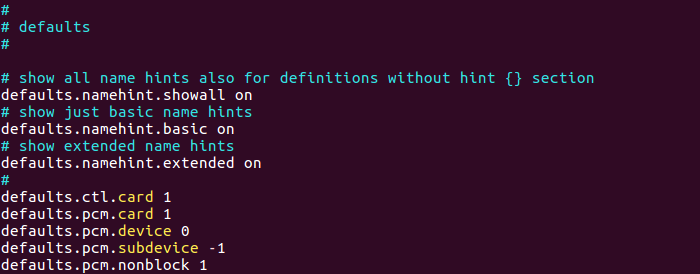 #
# defaults
#
# show all name hints also for definitions without hint {} section
defaults.namehint.showall on
# show just basic name hints
defaults.namehint.basic on
# show extended name hints
defaults.namehint.extended on
#
defaults.ctl.card 1
defaults.pcm.card 1
defaults.pcm.device 0
defaults.pcm.subdevice -1
defaults.pcm.nonblock 1